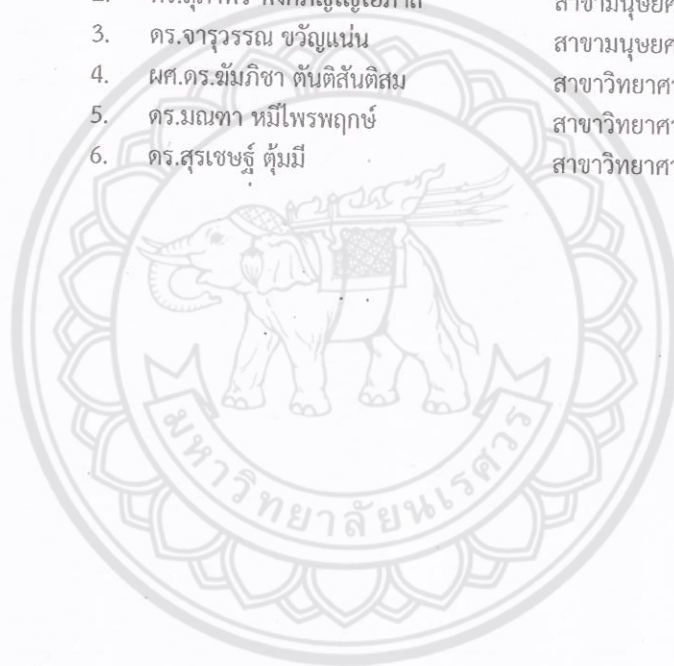 3. ดร.จารุวรรณ ขวัญแน่น สาขามนุษยศ
4. ผศ.ดร.ฆัมภิชา ตันติสันติสม สาขาวิทยาศา
5. ดร.มณฑา หมีไพรพฤกษ์ สาขาวิทยาศา
6. ดร.สุรเชษฐ์ ตุ้มมี สาขาวิทยาศา
มหาวิทยาลัยนเรศวร